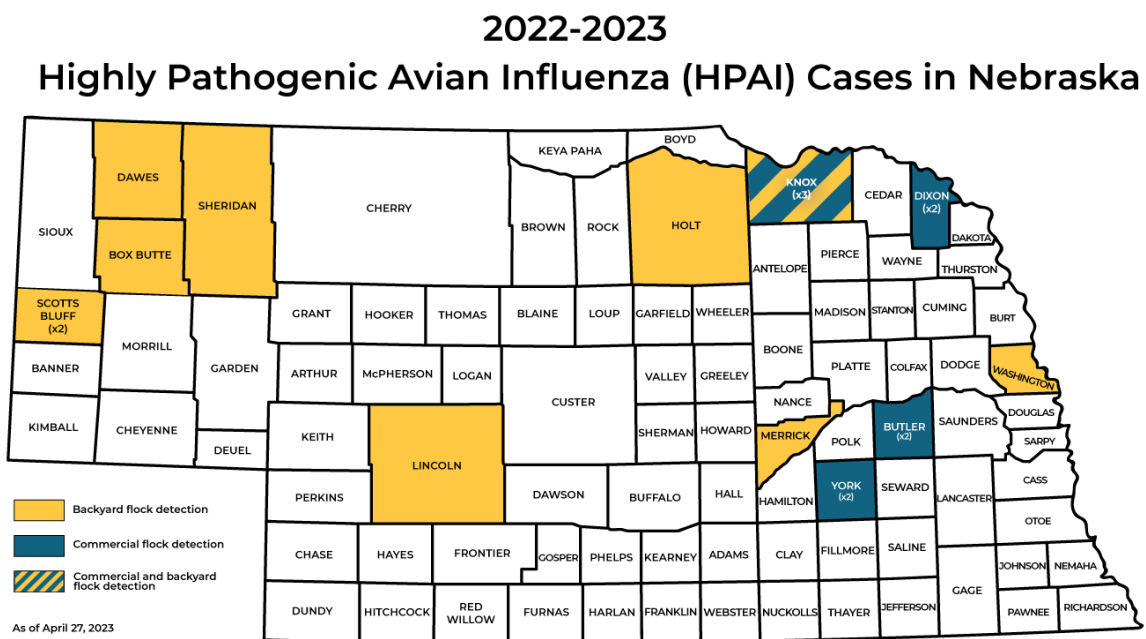 2022-2023
Highly Pathogenic Avian Influenza (HPAI) Cases in Nebraska
SIOUX
DAWES
SHERIDAN
BOX BUTTE
SCOTTS
BLUFF
(x2)
BANNER
KIMBALL
MORRILL
CHEYENNE
GARDEN
DEUEL
CHERRY
KEYA PAHA
BOYD
BROWN
ROCK
HOLT
KNOX
(x3)
CEDAR
DIXON
(x2)
DAKOTA
ANTELOPE
PIERCE
WAYNE
THURSTON
GRANT
HOOKER
THOMAS
BLAINE
LOUP
GARFIELD
WHEELER
MADISON
STANTON
CUMING
BURT
ARTHUR
McPHERSON
LOGAN
CUSTER
VALLEY
GREELEY
BOONE
PLATTE
COLFAX
DODGE
WASHINGTON
NANCE
KEITH
LINCOLN
SHERMAN
HOWARD
MERRICK
POLK
BUTLER
(x2)
SAUNDERS
DOUGLAS
SARPY
PERKINS
DAWSON
BUFFALO
HALL
HAMILTON
YORK
(x2)
SEWARD
LANCASTER
CASS
OTOE
CHASE
HAYES
FRONTIER
GOSPER
PHELPS
KEARNEY
ADAMS
CLAY
FILLMORE
SALINE
GAGE
JOHNSON
NEMAHA
DUNDY
HITCHCOCK
RED
WILLOW
FURNAS
HARLAN
FRANKLIN
WEBSTER
NUCKOLLS
THAYER
JEFFERSON
PAWNEE
RICHARDSON
Backyard flock detection
Commercial flock detection
Commercial and backyard
flock detection
As of April 27, 2023